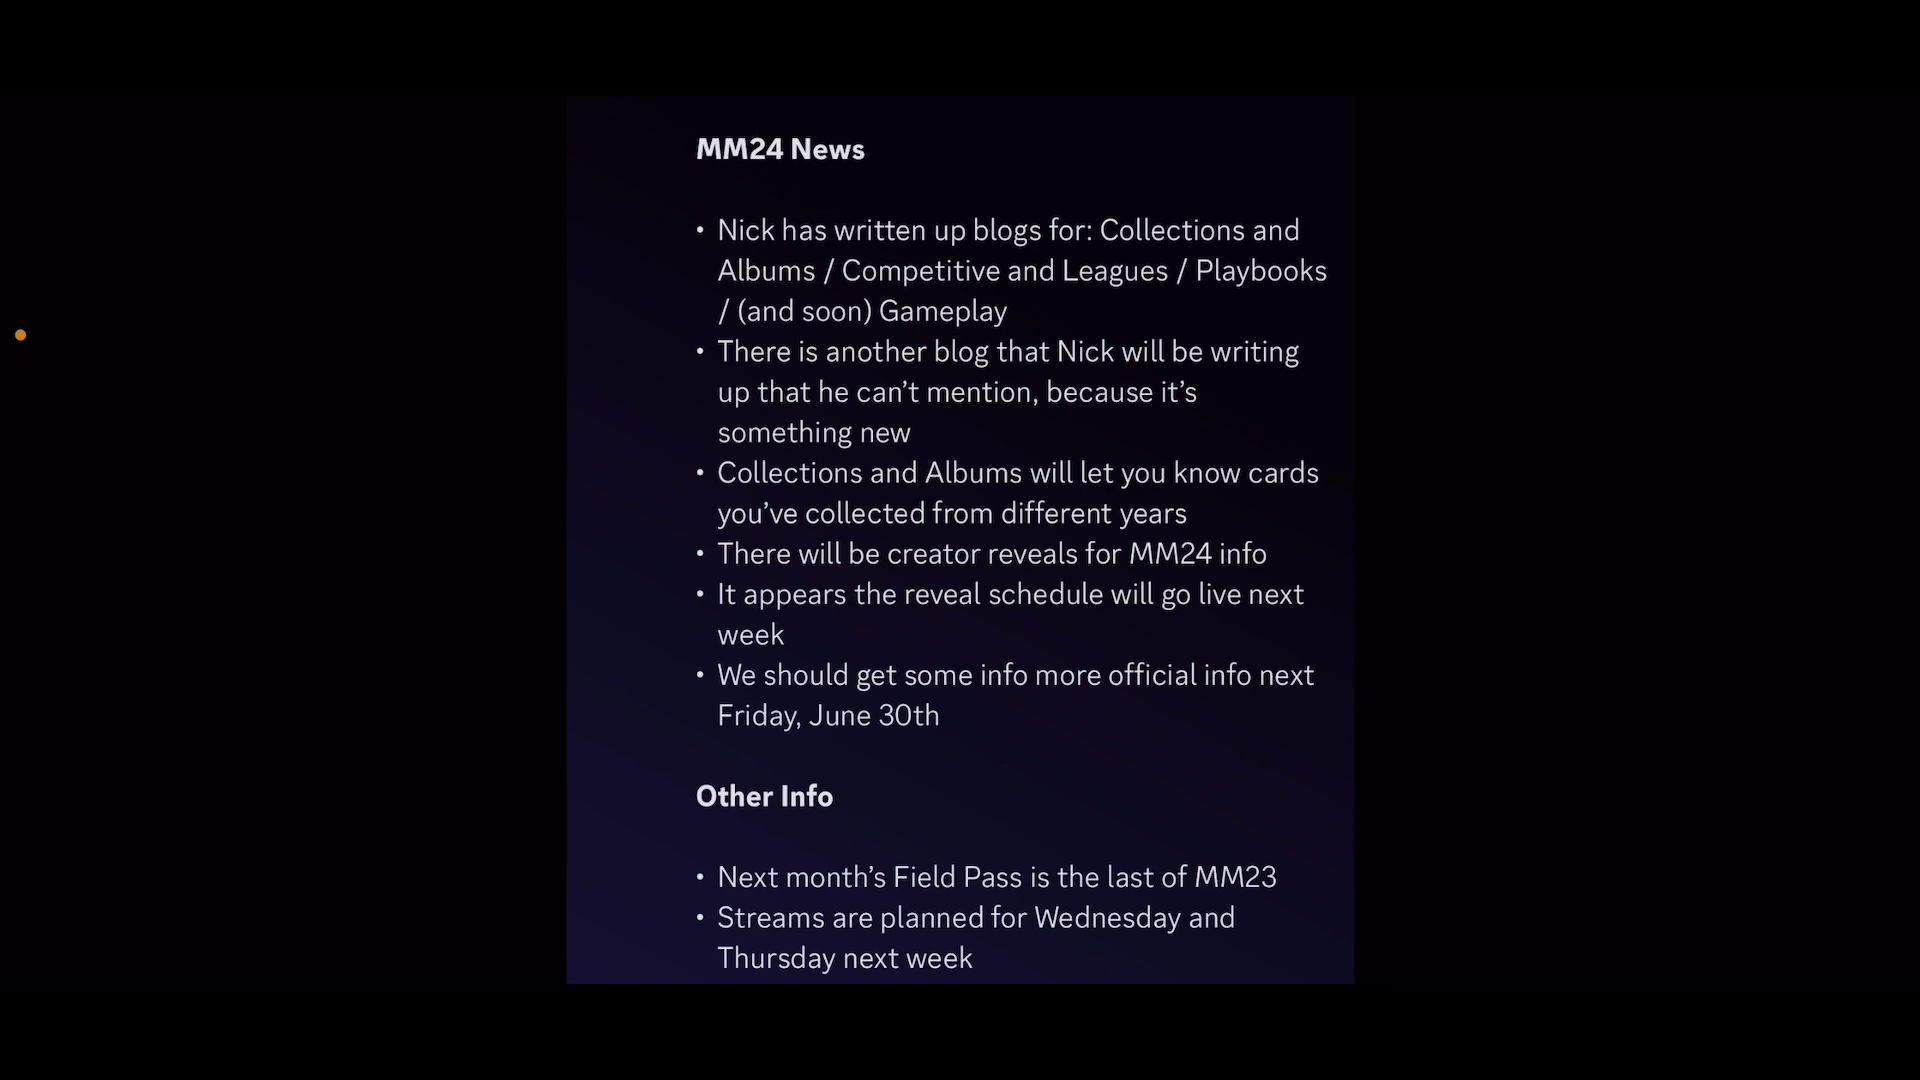 MM24 News
• Nick has written up blogs for: Collections and
Albums / Competitive and Leagues / Playbooks
/ (and soon) Gameplay
• There is another blog that Nick will be writing
up that he can’t mention, because it’s
something new
• Collections and Albums will let you know cards
you’ve collected from different years
• There will be creator reveals for MM24 info
• It appears the reveal schedule will go live next
week
• We should get some info more official info next
Friday, June 30th
Other Info
• Next month’s Field Pass is the last of MM23
• Streams are planned for Wednesday and
Thursday next week